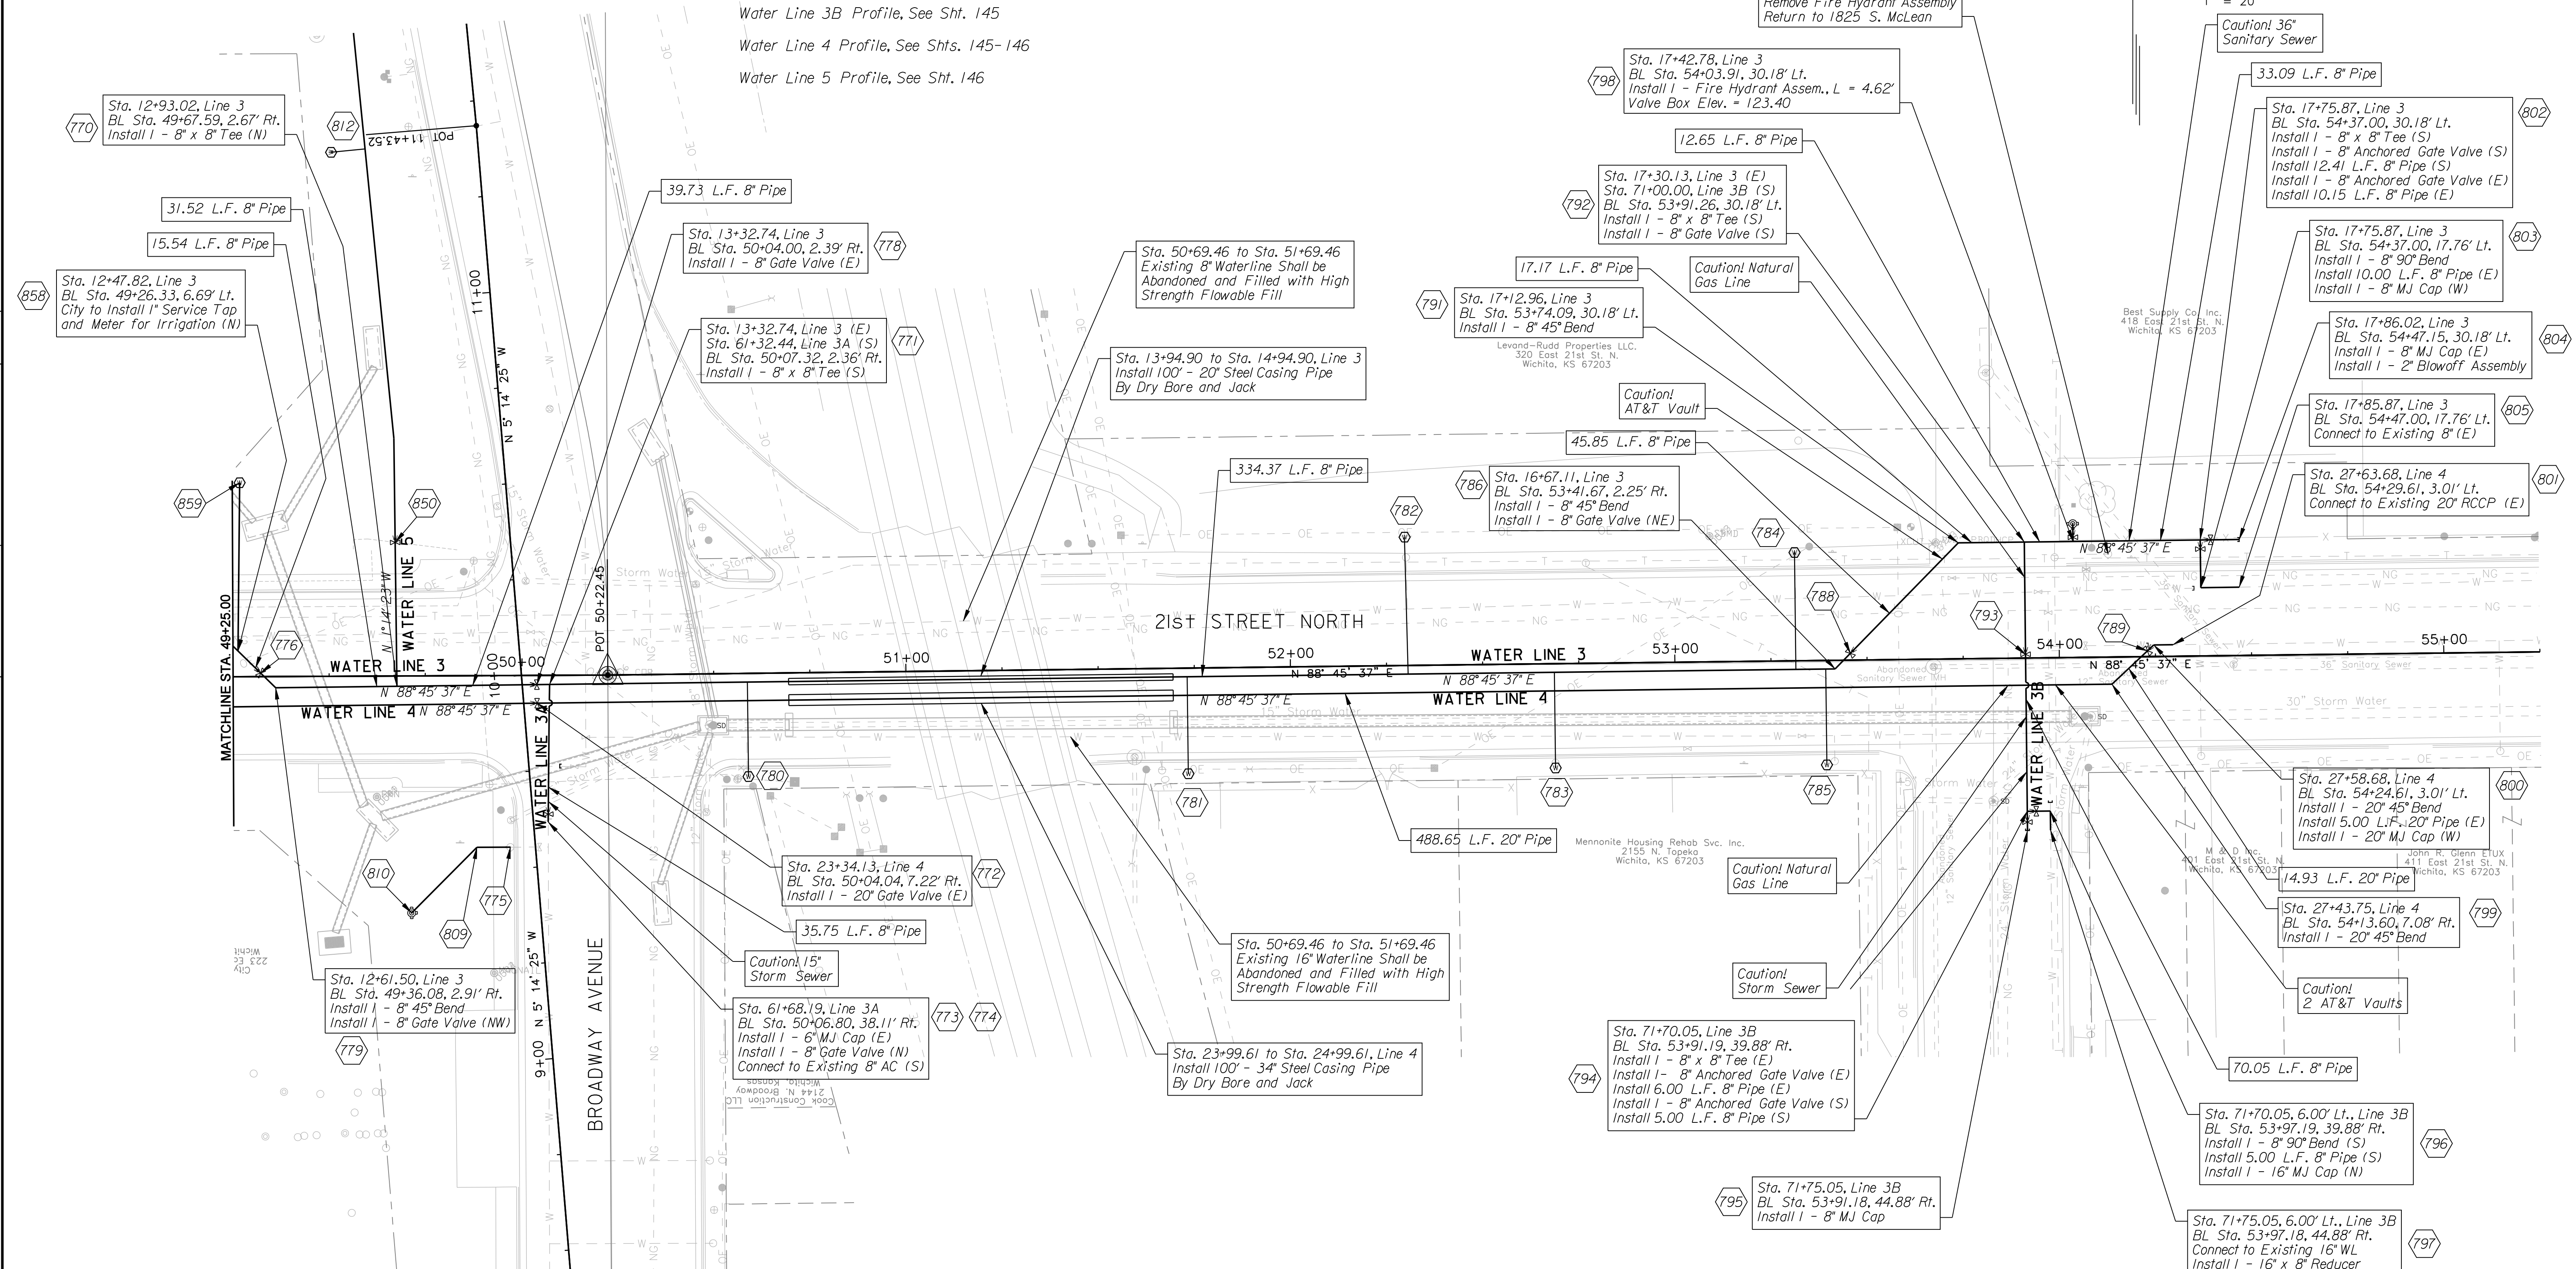 Water Line 3B Profile, See Sht. 145
Water Line 4 Profile, See Shts. 145-146
Water Line 5 Profile, See Sht. 146
Remove Fire Hydrant Assembly
Return to 1825 S. McLean
1" = 20'
Caution! 36"
Sanitary Sewer
33.09 L.F. 8" Pipe
770
Sta. 12+93.02, Line 3
BL Sta. 49+67.59, 2.67' Rt.
Install 1 - 8" x 8" Tee (N)
812
POT 11+43.52
31.52 L.F. 8" Pipe
15.54 L.F. 8" Pipe
858
Sta. 12+47.82, Line 3
BL Sta. 49+26.33, 6.69' Lt.
City to Install 1" Service Tap
and Meter for Irrigation (N)
39.73 L.F. 8" Pipe
Sta. 13+32.74, Line 3
BL Sta. 50+04.00, 2.39' Rt.
Install 1 - 8" Gate Valve (E)
778
Sta. 13+32.74, Line 3 (E)
Sta. 61+32.44, Line 3A (S)
BL Sta. 50+07.32, 2.36' Rt.
Install 1 - 8" x 8" Tee (S)
771
Sta. 50+69.46 to Sta. 51+69.46
Existing 8" Waterline Shall be
Abandoned and Filled with High
Strength Flowable Fill
Sta. 13+94.90 to Sta. 14+94.90, Line 3
Install 100' - 20" Steel Casing Pipe
By Dry Bore and Jack
334.37 L.F. 8" Pipe
798
Sta. 17+42.78, Line 3
BL Sta. 54+03.91, 30.18' Lt.
Install 1 - Fire Hydrant Assem., L = 4.62'
Valve Box Elev. = 123.40
12.65 L.F. 8" Pipe
792
Sta. 17+30.13, Line 3 (E)
Sta. 71+00.00, Line 3B (S)
BL Sta. 53+91.26, 30.18' Lt.
Install 1 - 8" x 8" Tee (S)
Install 1 - 8" Gate Valve (S)
17.17 L.F. 8" Pipe
Caution! Natural
Gas Line
791
Sta. 17+12.96, Line 3
BL Sta. 53+74.09, 30.18' Lt.
Install 1 - 8" 45° Bend
Levand-Rudd Properties LLC.
320 East 21st St. N.
Wichita, KS 67203
Caution!
AT&T Vault
45.85 L.F. 8" Pipe
786
Sta. 16+67.11, Line 3
BL Sta. 53+41.67, 2.25' Rt.
Install 1 - 8" 45° Bend
Install 1 - 8" Gate Valve (NE)
Sta. 17+75.87, Line 3
BL Sta. 54+37.00, 30.18' Lt.
Install 1 - 8" x 8" Tee (S)
Install 1 - 8" Anchored Gate Valve (S)
Install 12.41 L.F. 8" Pipe (S)
Install 1 - 8" Anchored Gate Valve (E)
Install 10.15 L.F. 8" Pipe (E)
802
Sta. 17+75.87, Line 3
BL Sta. 54+37.00, 17.76' Lt.
Install 1 - 8" 90° Bend
Install 10.00 L.F. 8" Pipe (E)
Install 1 - 8" MJ Cap (W)
803
Best Supply Co. Inc.
418 East 21st St. N.
Wichita, KS 67203
Sta. 17+86.02, Line 3
BL Sta. 54+47.15, 30.18' Lt.
Install 1 - 8" MJ Cap (E)
Install 1 - 2" Blowoff Assembly
804
Sta. 17+85.87, Line 3
BL Sta. 54+47.00, 17.76' Lt.
Connect to Existing 8" (E)
805
Sta. 27+63.68, Line 4
BL Sta. 54+29.61, 3.01' Lt.
Connect to Existing 20" RCCP (E)
801
859
850
776
782
784
788
793
789
N 5° 14' 25" W
11+00
15" Storm Water
Storm Water
N 1° 14' 23" W
WATER LINE 5
POT 50+22.45
MATCHLINE STA. 49+25.00
21st STREET NORTH
N 88° 45' 37" E
WATER LINE 3
N 88° 45' 37" E
10+00
50+00
51+00
52+00
N 88° 45' 37" E
WATER LINE 3
N 88° 45' 37" E
53+00
54+00
55+00
N 88° 45' 37" E
Abandoned
Sanitary Sewer MH
36" Sanitary Sewer
30" Storm Water
WATER LINE 4
N 88° 45' 37" E
N 88° 45' 37" E
WATER LINE 4
15" Storm Water
WATER LINE 3A
WATER LINE 3B
780
781
783
785
810
809
775
Sta. 23+34.13, Line 4
BL Sta. 50+04.04, 7.22' Rt.
Install 1 - 20" Gate Valve (E)
772
35.75 L.F. 8" Pipe
Caution! 15"
Storm Sewer
Sta. 12+61.50, Line 3
BL Sta. 49+36.08, 2.91' Rt.
Install 1 - 8" 45° Bend
Install 1 - 8" Gate Valve (NW)
779
N 5° 14' 25" W
9+00
BROADWAY AVENUE
Sta. 61+68.19, Line 3A
BL Sta. 50+06.80, 38.11' Rt.
Install 1 - 6" MJ Cap (E)
Install 1 - 8" Gate Valve (N)
Connect to Existing 8" AC (S)
773
774
Cook Construction LLC
2144 N. Broadway
Wichita, Kansas
488.65 L.F. 20" Pipe
Sta. 50+69.46 to Sta. 51+69.46
Existing 16" Waterline Shall be
Abandoned and Filled with High
Strength Flowable Fill
Sta. 23+99.61 to Sta. 24+99.61, Line 4
Install 100' - 34" Steel Casing Pipe
By Dry Bore and Jack
Mennonite Housing Rehab Svc. Inc.
2155 N. Topeka
Wichita, KS 67203
Caution! Natural
Gas Line
Caution!
Storm Sewer
Sta. 27+58.68, Line 4
BL Sta. 54+24.61, 3.01' Lt.
Install 1 - 20" 45° Bend
Install 5.00 L.F. 20" Pipe (E)
Install 1 - 20" MJ Cap (W)
800
M & D Inc.
401 East 21st St. N.
Wichita, KS 67203
John R. Glenn ETUX
411 East 21st St. N.
Wichita, KS 67203
14.93 L.F. 20" Pipe
Sta. 27+43.75, Line 4
BL Sta. 54+13.60, 7.08' Rt.
Install 1 - 20" 45° Bend
799
Caution!
2 AT&T Vaults
794
Sta. 71+70.05, Line 3B
BL Sta. 53+91.19, 39.88' Rt.
Install 1 - 8" x 8" Tee (E)
Install 1- 8" Anchored Gate Valve (E)
Install 6.00 L.F. 8" Pipe (E)
Install 1 - 8" Anchored Gate Valve (S)
Install 5.00 L.F. 8" Pipe (S)
70.05 L.F. 8" Pipe
Sta. 71+70.05, 6.00' Lt., Line 3B
BL Sta. 53+97.19, 39.88' Rt.
Install 1 - 8" 90° Bend (S)
Install 5.00 L.F. 8" Pipe (S)
Install 1 - 16" MJ Cap (N)
796
795
Sta. 71+75.05, Line 3B
BL Sta. 53+91.18, 44.88' Rt.
Install 1 - 8" MJ Cap
Sta. 71+75.05, 6.00' Lt., Line 3B
BL Sta. 53+97.18, 44.88' Rt.
Connect to Existing 16" WL
Install 1 - 16" x 8" Reducer
797